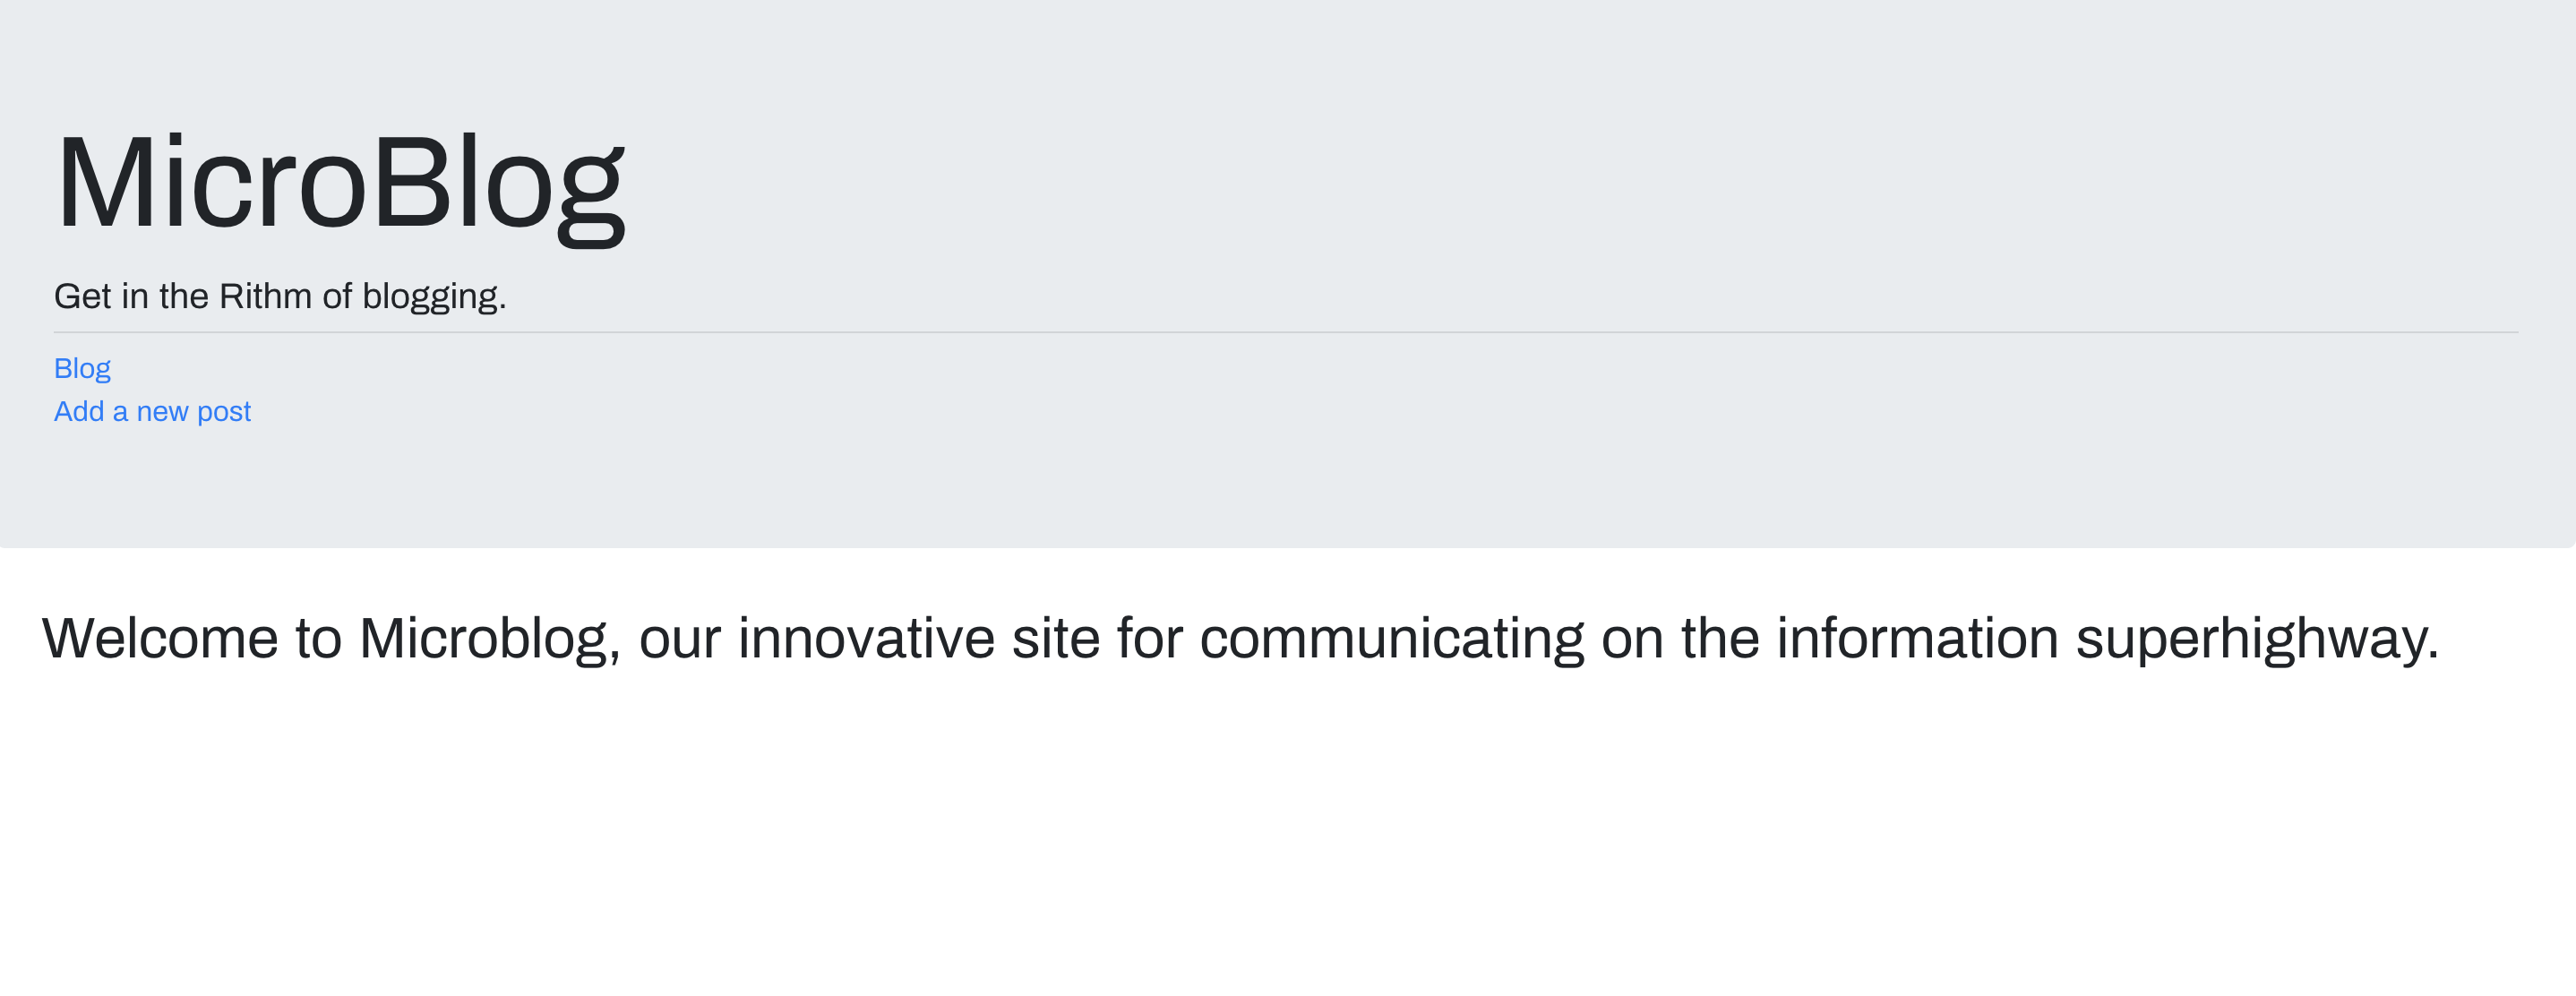 MicroBlog
Get in the Rithm of blogging.
Blog
Add a new post
Welcome to Microblog, our innovative site for communicating on the information superhighway.